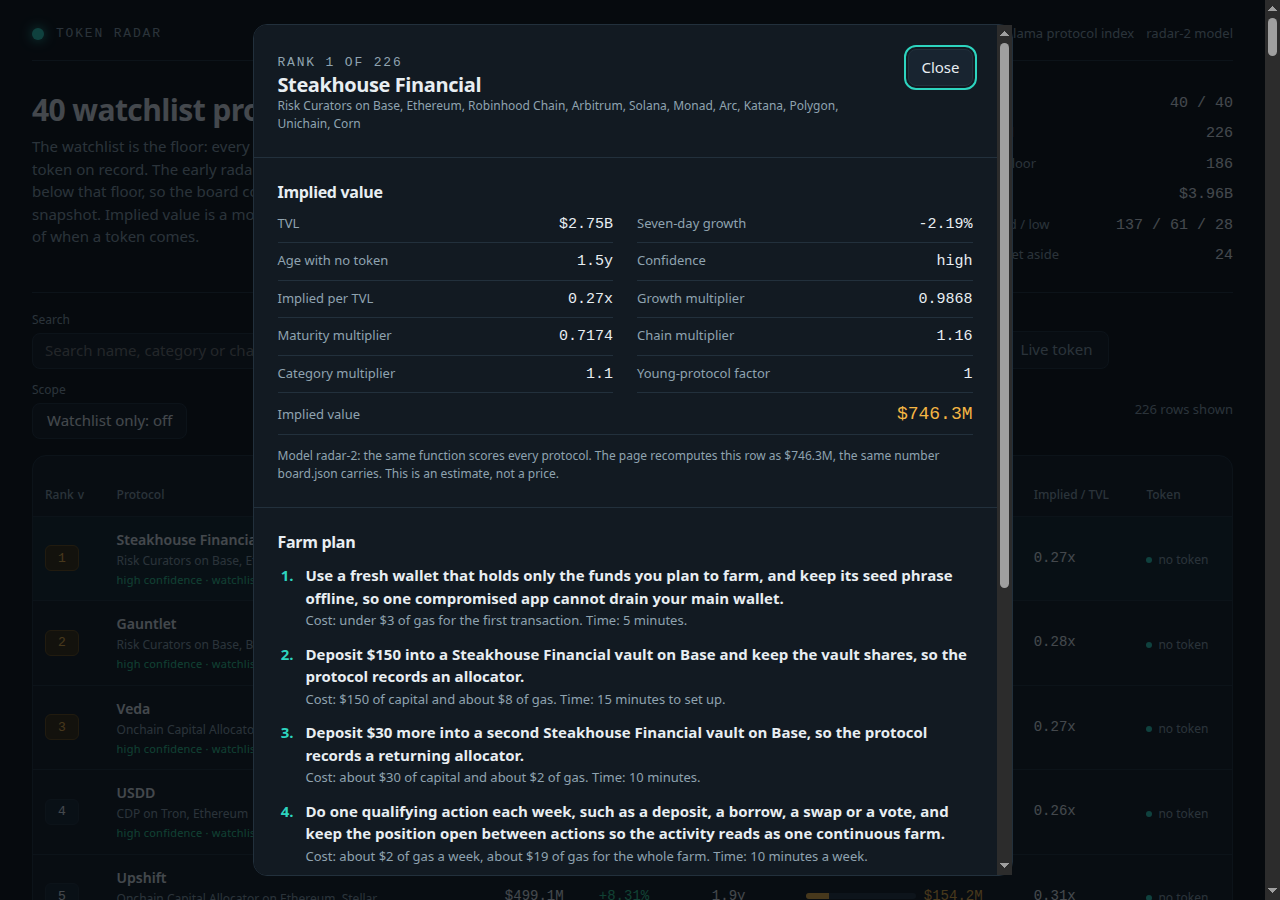 TOKEN RADAR
lama protocol index radar-2 model
40 watchlist pro
The watchlist is the floor: every
token on record. The early rada
below that floor, so the board co
snapshot. Implied value is a mo
of when a token comes.
40 / 40
226
loor 186
$3.96B
d / low 137 / 61 / 28
et aside 24
Search
Search name, category or cha
Live token
Scope
Watchlist only: off
226 rows shown
Rank v Protocol Implied / TVL Token
1 Steakhouse Financia
Risk Curators on Base, E
high confidence · watchlis
0.27x no token
2 Gauntlet
Risk Curators on Base, B
high confidence · watchlis
0.28x no token
3 Veda
Onchain Capital Allocato
high confidence · watchlis
0.27x no token
4 USDD
CDP on Tron, Ethereum
high confidence · watchlis
0.26x no token
5 Upshift
Onchain Capital Allocator on Ethereum, Stellar
$499.1M +8.31% 1.9y $154.2M 0.31x no token
RANK 1 OF 226
Steakhouse Financial
Risk Curators on Base, Ethereum, Robinhood Chain, Arbitrum, Solana, Monad, Arc, Katana, Polygon,
Unichain, Corn
Close
Implied value
TVL $2.75B Seven-day growth -2.19%
Age with no token 1.5y Confidence high
Implied per TVL 0.27x Growth multiplier 0.9868
Maturity multiplier 0.7174 Chain multiplier 1.16
Category multiplier 1.1 Young-protocol factor 1
Implied value $746.3M
Model radar-2: the same function scores every protocol. The page recomputes this row as $746.3M, the same number
board.json carries. This is an estimate, not a price.
Farm plan
1. Use a fresh wallet that holds only the funds you plan to farm, and keep its seed phrase
offline, so one compromised app cannot drain your main wallet.
Cost: under $3 of gas for the first transaction. Time: 5 minutes.
2. Deposit $150 into a Steakhouse Financial vault on Base and keep the vault shares, so the
protocol records an allocator.
Cost: $150 of capital and about $8 of gas. Time: 15 minutes to set up.
3. Deposit $30 more into a second Steakhouse Financial vault on Base, so the protocol
records a returning allocator.
Cost: about $30 of capital and about $2 of gas. Time: 10 minutes.
4. Do one qualifying action each week, such as a deposit, a borrow, a swap or a vote, and
keep the position open between actions so the activity reads as one continuous farm.
Cost: about $2 of gas a week, about $19 of gas for the whole farm. Time: 10 minutes a week.